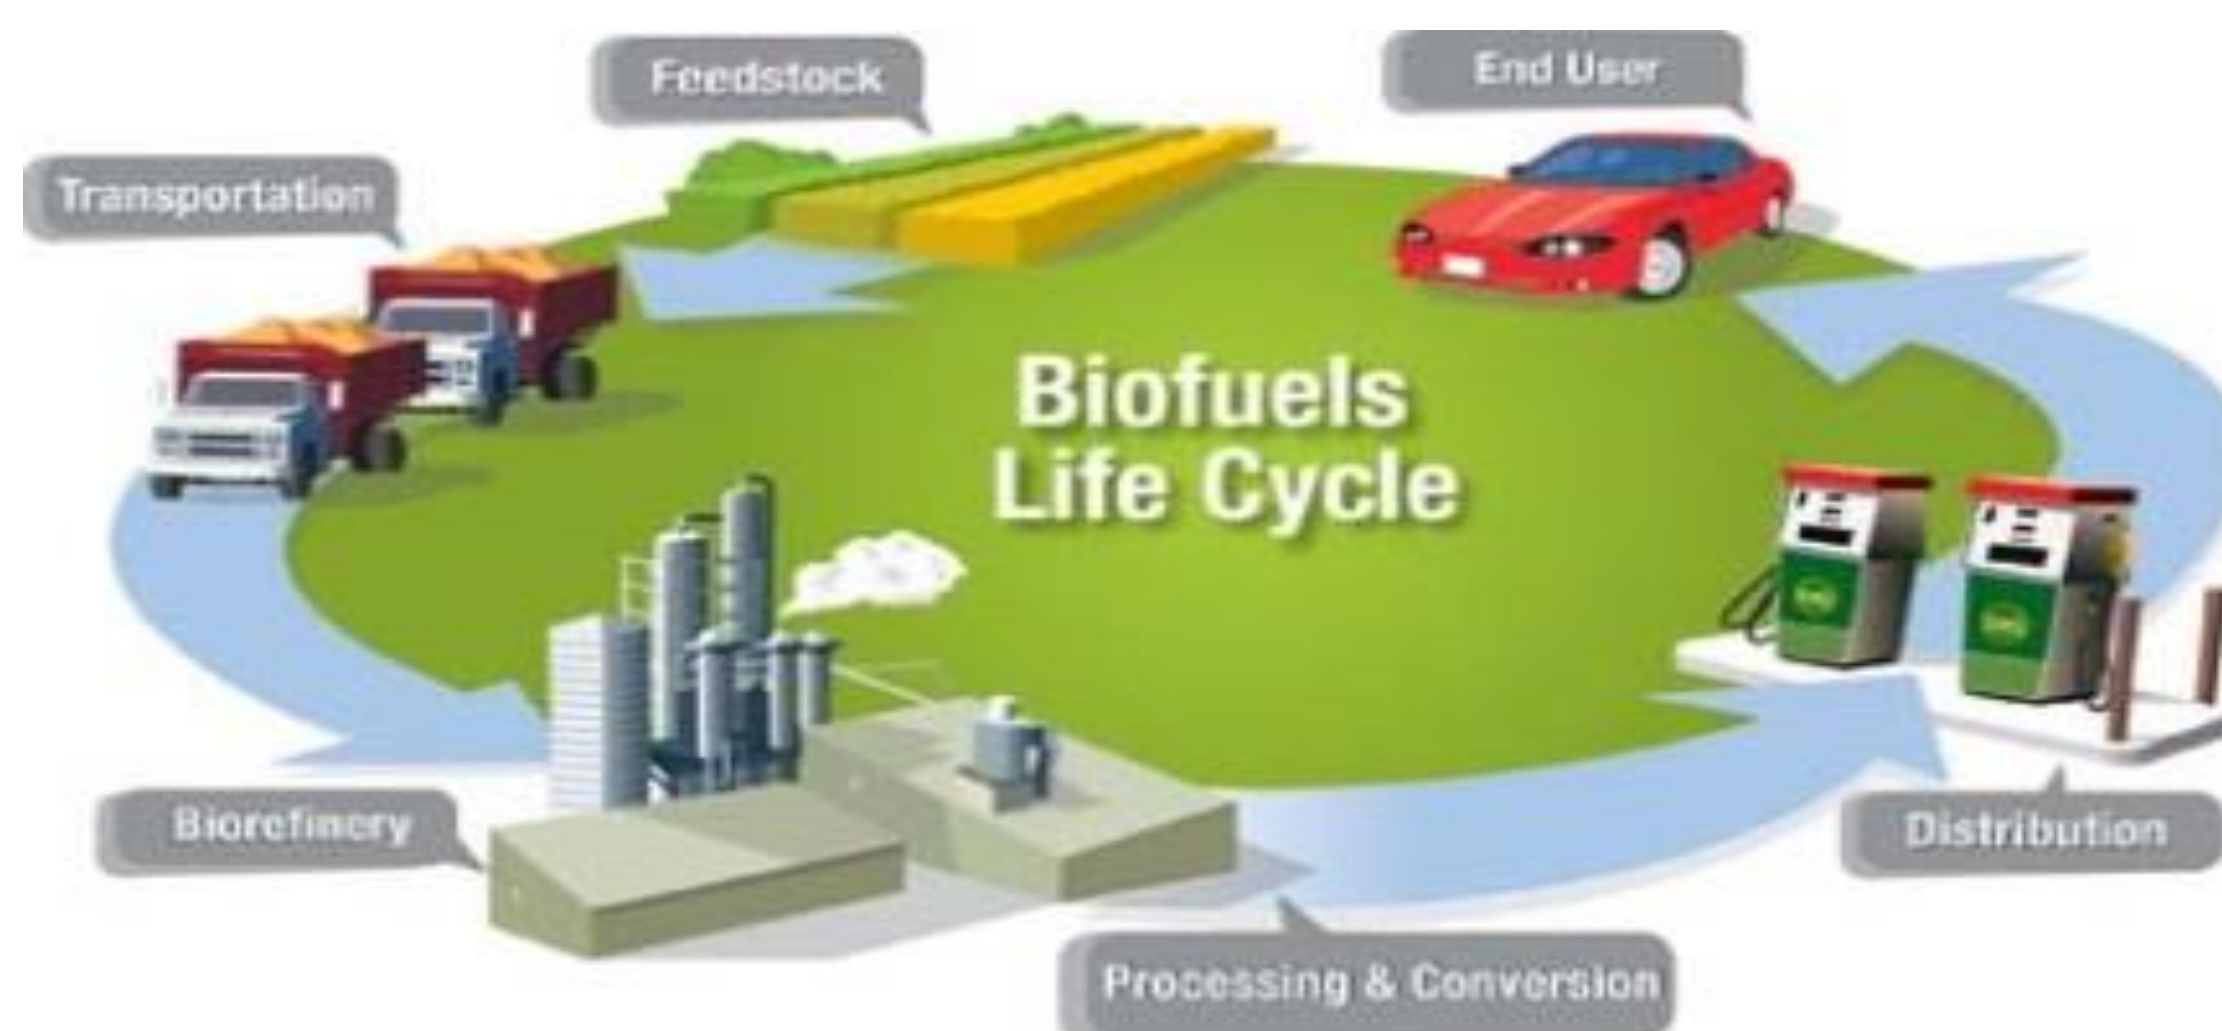 Feedstock
End User
Transportation
Biofuels
Life Cycle
Biorefinery
Distribution
Processing & Conversion